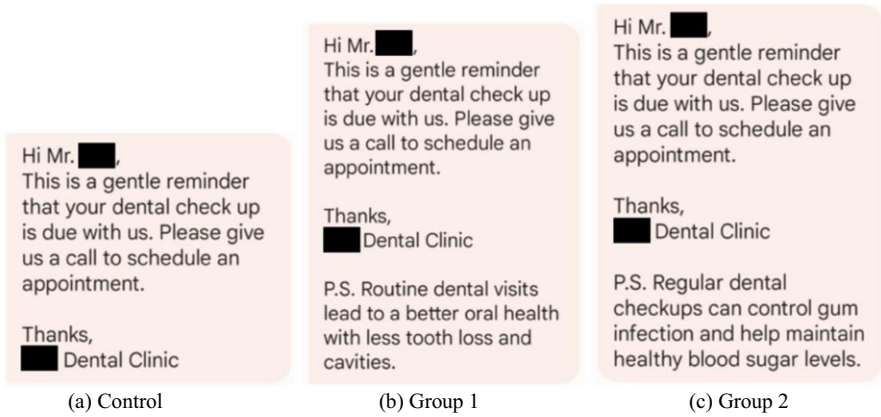 Hi Mr. ,
This is a gentle reminder
that your dental check up
is due with us. Please give
us a call to schedule an
appointment.
Thanks,
Dental Clinic
(a) Control
Hi Mr. ,
This is a gentle reminder
that your dental check up
is due with us. Please give
us a call to schedule an
appointment.
Thanks,
Dental Clinic
P.S. Routine dental visits
lead to a better oral health
with less tooth loss and
cavities.
(b) Group 1
Hi Mr. ,
This is a gentle reminder
that your dental check up
is due with us. Please give
us a call to schedule an
appointment.
Thanks,
Dental Clinic
P.S. Regular dental
checkups can control gum
infection and help maintain
healthy blood sugar levels.
(c) Group 2